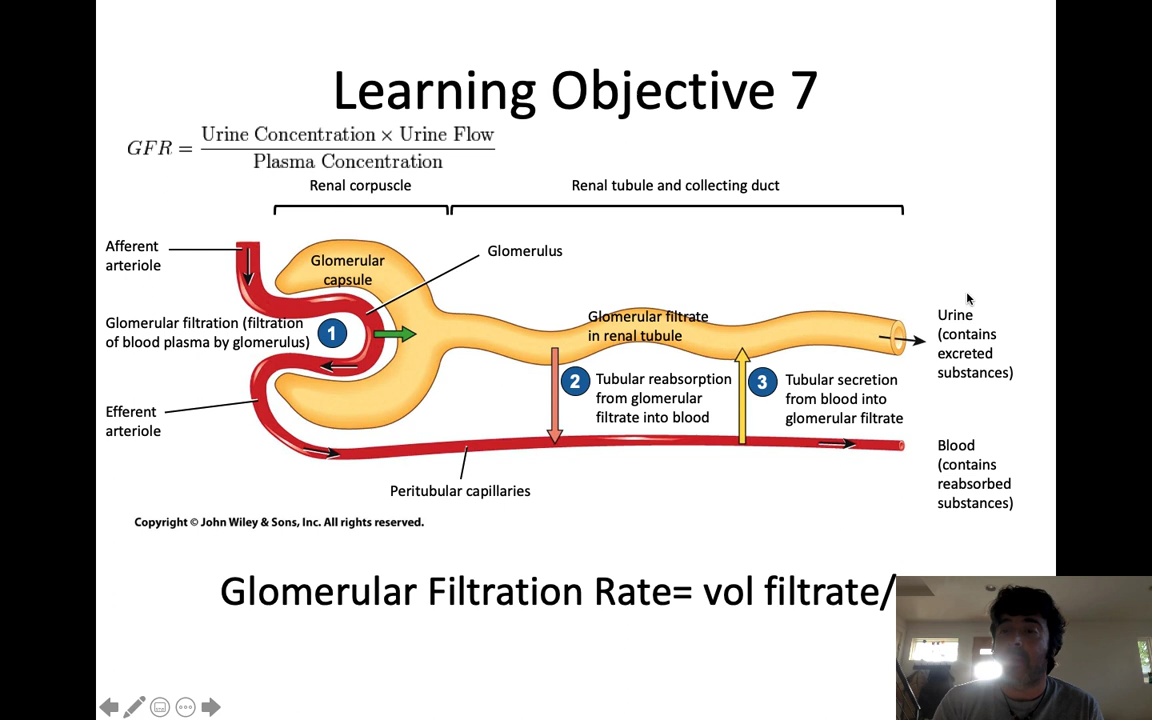 Learning Objective 7
GFR = Urine Concentration × Urine Flow
Plasma Concentration
Renal corpuscle
Renal tubule and collecting duct
Afferent
arteriole
Glomerular
capsule
Glomerulus
Glomerular filtration (filtration
of blood plasma by glomerulus)
1
Glomerular filtrate
in renal tubule
Urine
(contains
excreted
substances)
2
Tubular reabsorption
from glomerular
filtrate into blood
3
Tubular secretion
from blood into
glomerular filtrate
Efferent
arteriole
Blood
(contains
reabsorbed
substances)
Peritubular capillaries
Copyright © John Wiley & Sons, Inc. All rights reserved.
Glomerular Filtration Rate= vol filtrate/